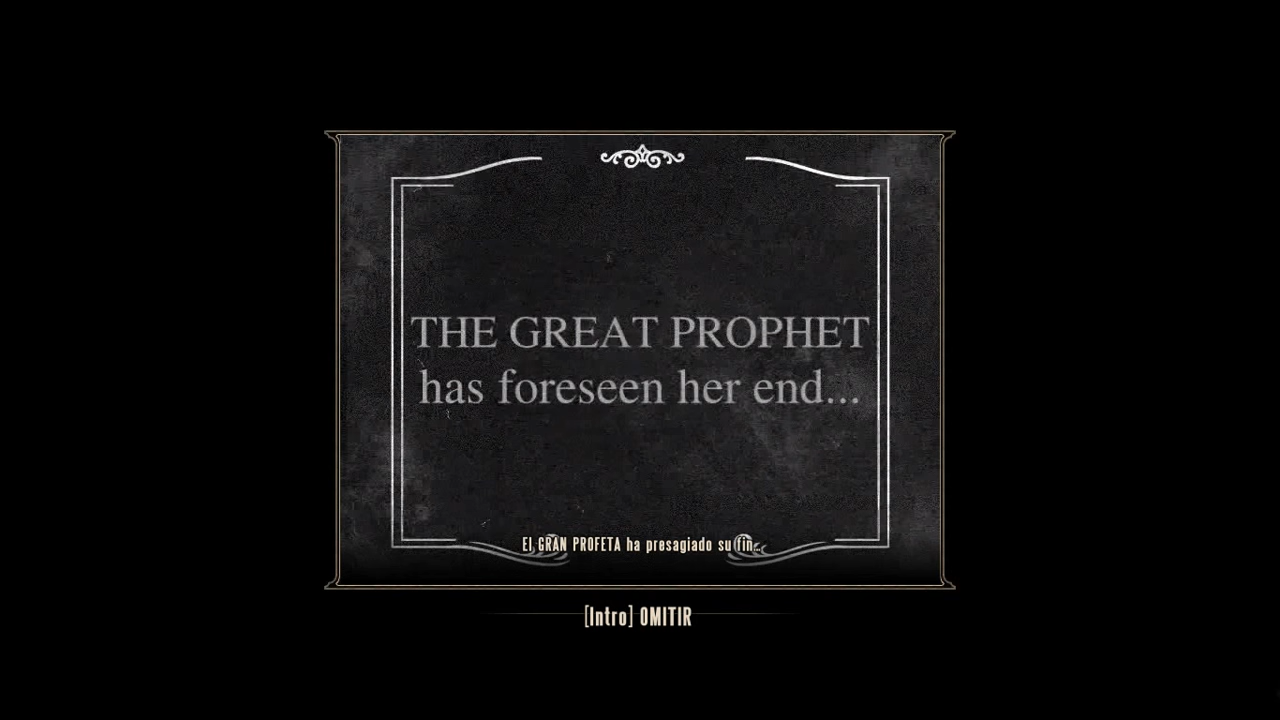 THE GREAT PROPHET
has foreseen her end...
El GRAN PROFETA ha presagiado su fin...
[Intro] OMITIR